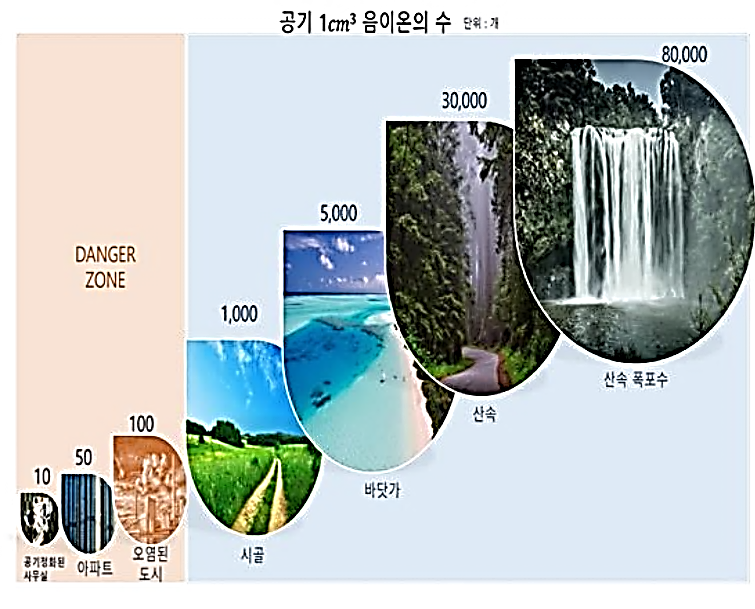 공기 1cm³ 음이온의 수 단위 : 개
80,000
30,000
5,000
1,000
DANGER
ZONE
100
50
10
산속 폭포수
산속
바닷가
시골
오염된
도시
아파트
공기정화된
사무실